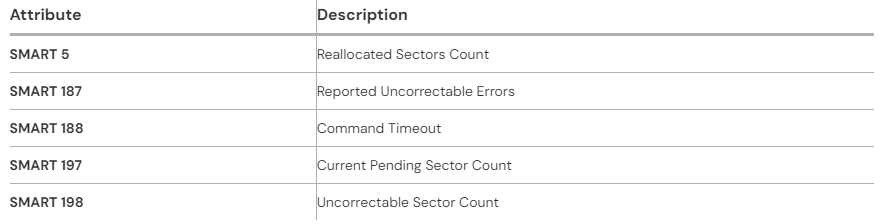 Attribute Description
SMART 5 Reallocated Sectors Count
SMART 187 Reported Uncorrectable Errors
SMART 188 Command Timeout
SMART 197 Current Pending Sector Count
SMART 198 Uncorrectable Sector Count